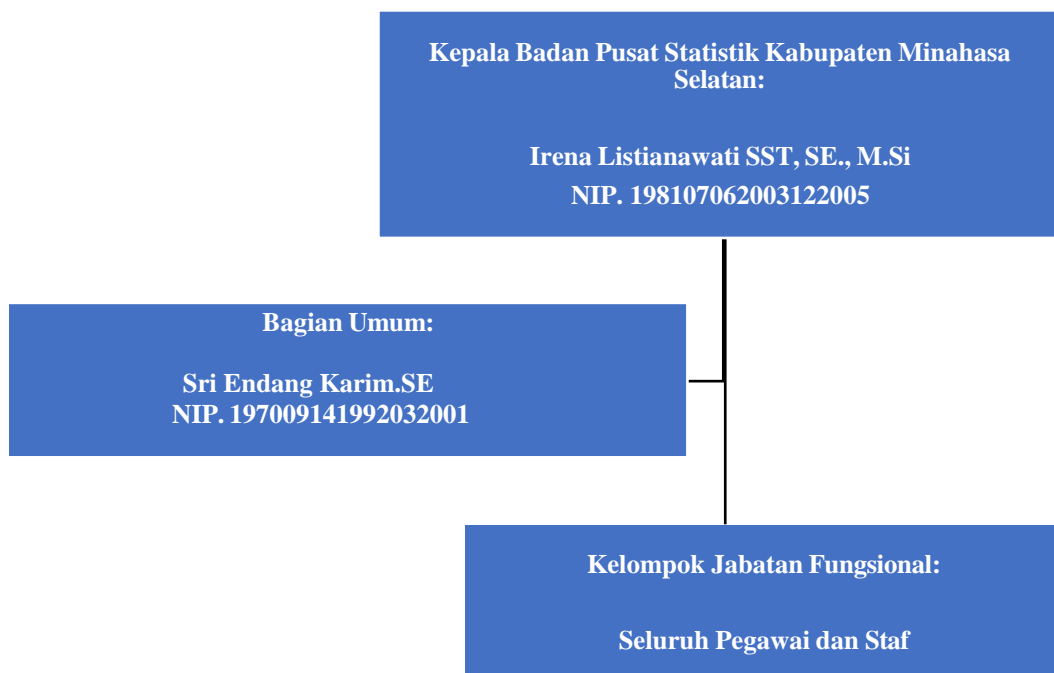 Kepala Badan Pusat Statistik Kabupaten Minahasa
Selatan:
Irena Listianawati SST, SE., M.Si
NIP. 198107062003122005
Bagian Umum:
Sri Endang Karim.SE
NIP. 197009141992032001
Kelompok Jabatan Fungsional:
Seluruh Pegawai dan Staf